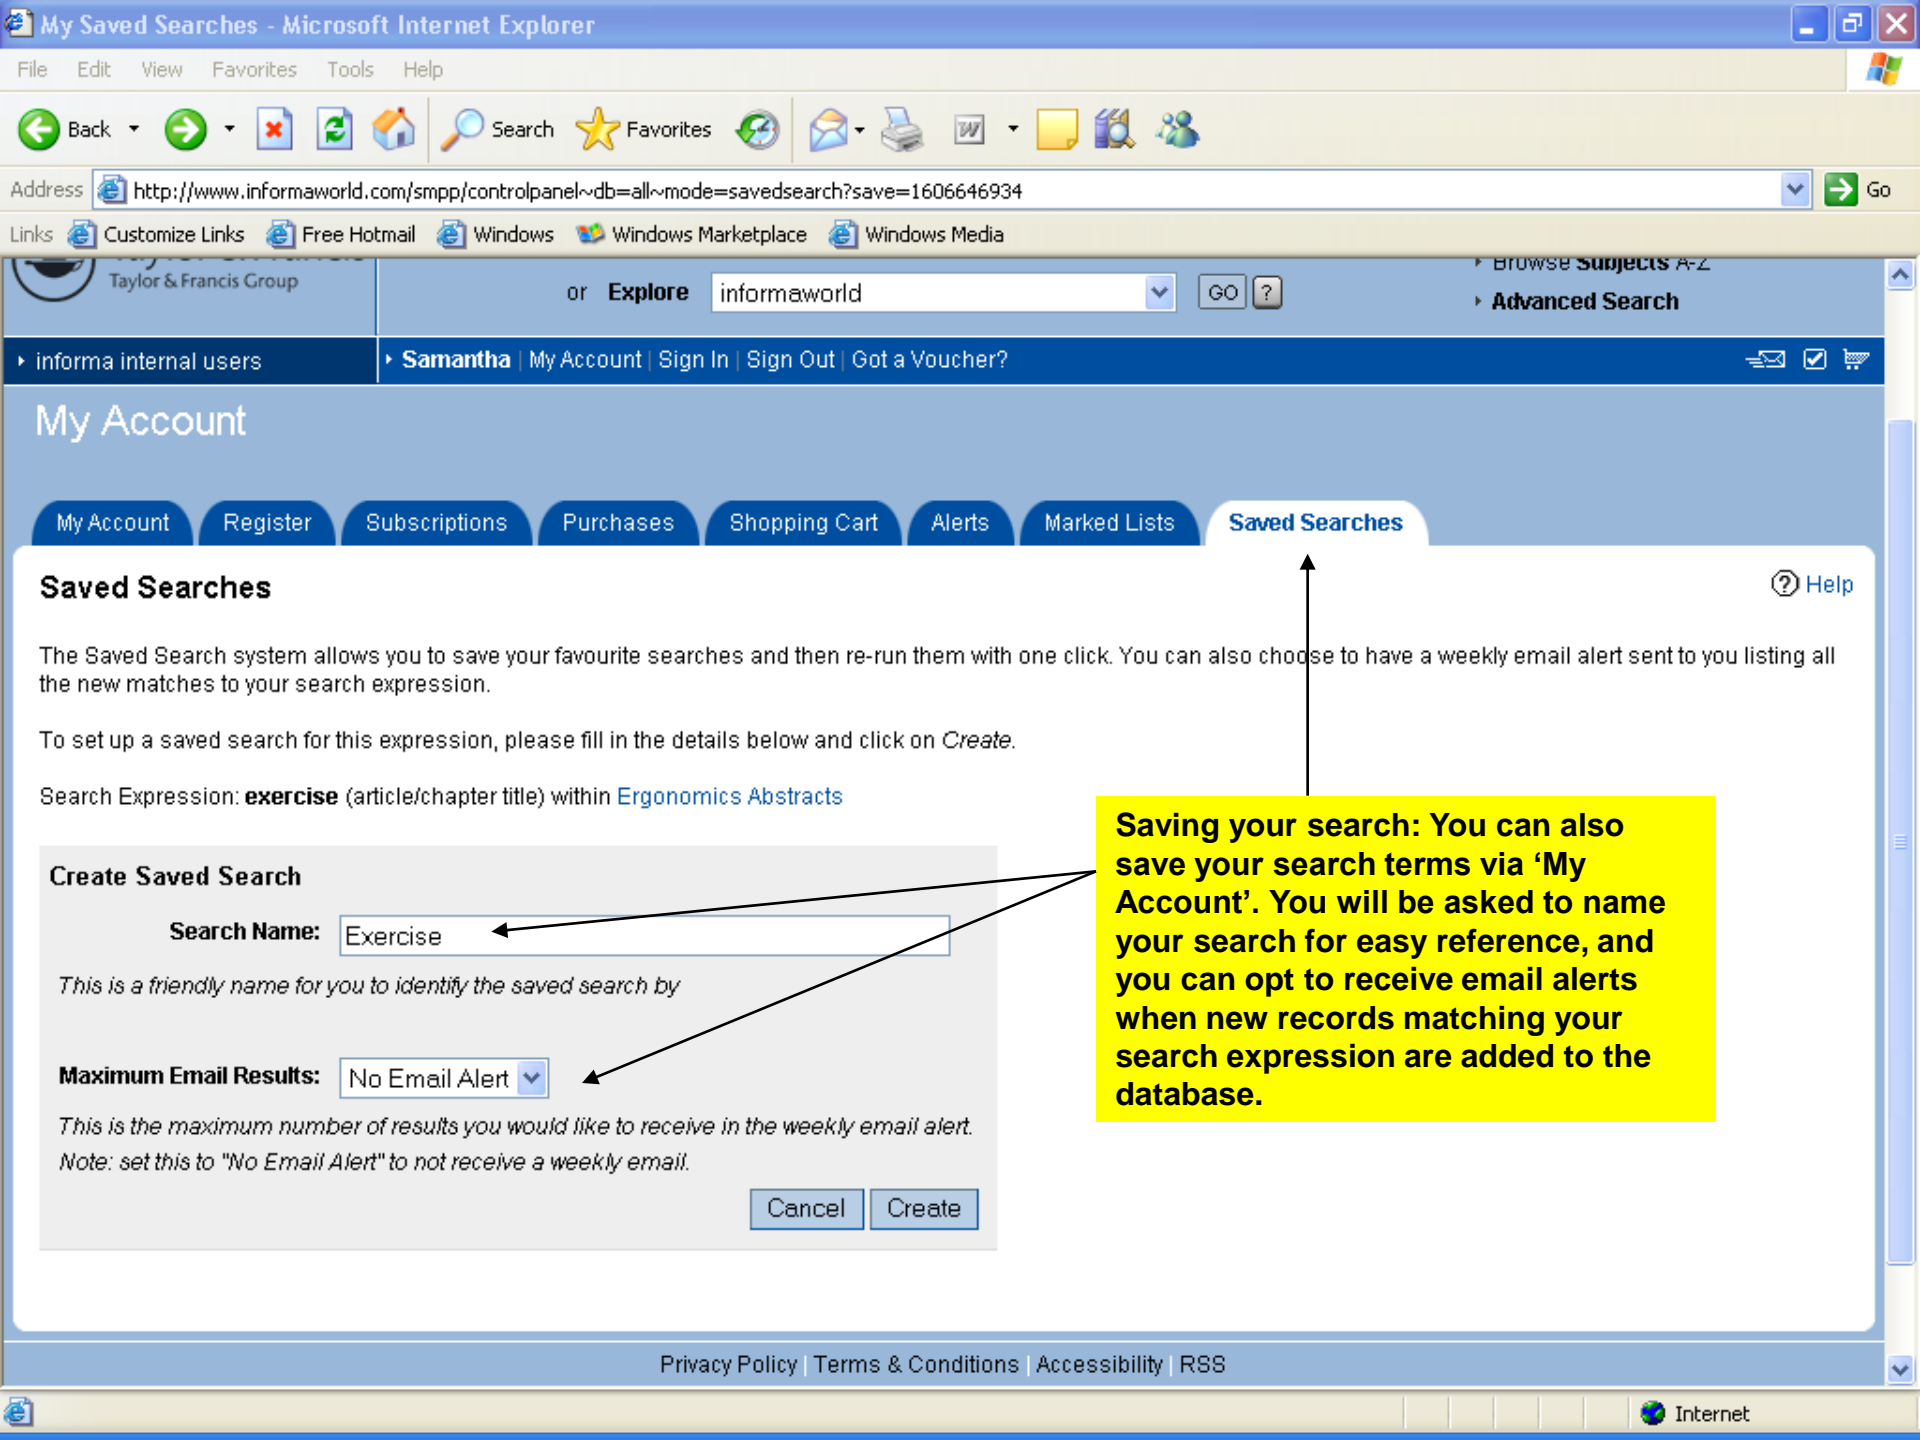 My Saved Searches - Microsoft Internet Explorer
File Edit View Favorites Tools Help
Back Search Favorites
Address http://www.informaworld.com/smpp/controlpanel~db=all~mode=savedsearch?save=1606646934 Go
Links Customize Links Free Hotmail Windows Windows Marketplace Windows Media
Taylor & Francis Group
or Explore informaworld GO ?
Browse Subjects A-Z
Advanced Search
informa internal users
Samantha | My Account | Sign In | Sign Out | Got a Voucher?
My Account
My Account Register Subscriptions Purchases Shopping Cart Alerts Marked Lists Saved Searches
Saved Searches
? Help
The Saved Search system allows you to save your favourite searches and then re-run them with one click. You can also choose to have a weekly email alert sent to you listing all
the new matches to your search expression.
To set up a saved search for this expression, please fill in the details below and click on Create.
Search Expression: exercise (article/chapter title) within Ergonomics Abstracts
Create Saved Search
Search Name: Exercise
This is a friendly name for you to identify the saved search by
Maximum Email Results: No Email Alert
This is the maximum number of results you would like to receive in the weekly email alert.
Note: set this to "No Email Alert" to not receive a weekly email.
Cancel Create
Saving your search: You can also
save your search terms via ‘My
Account’. You will be asked to name
your search for easy reference, and
you can opt to receive email alerts
when new records matching your
search expression are added to the
database.
Privacy Policy | Terms & Conditions | Accessibility | RSS
Internet